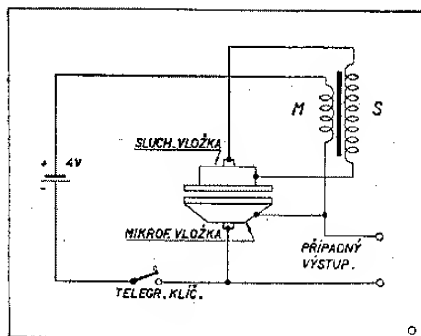 M S
SLUCH. VLOŽKA
+ 4V
-
MIKROF. VLOŽKA
PŘÍPADNÝ
VÝSTUP.
TELEGR. KLÍČ.